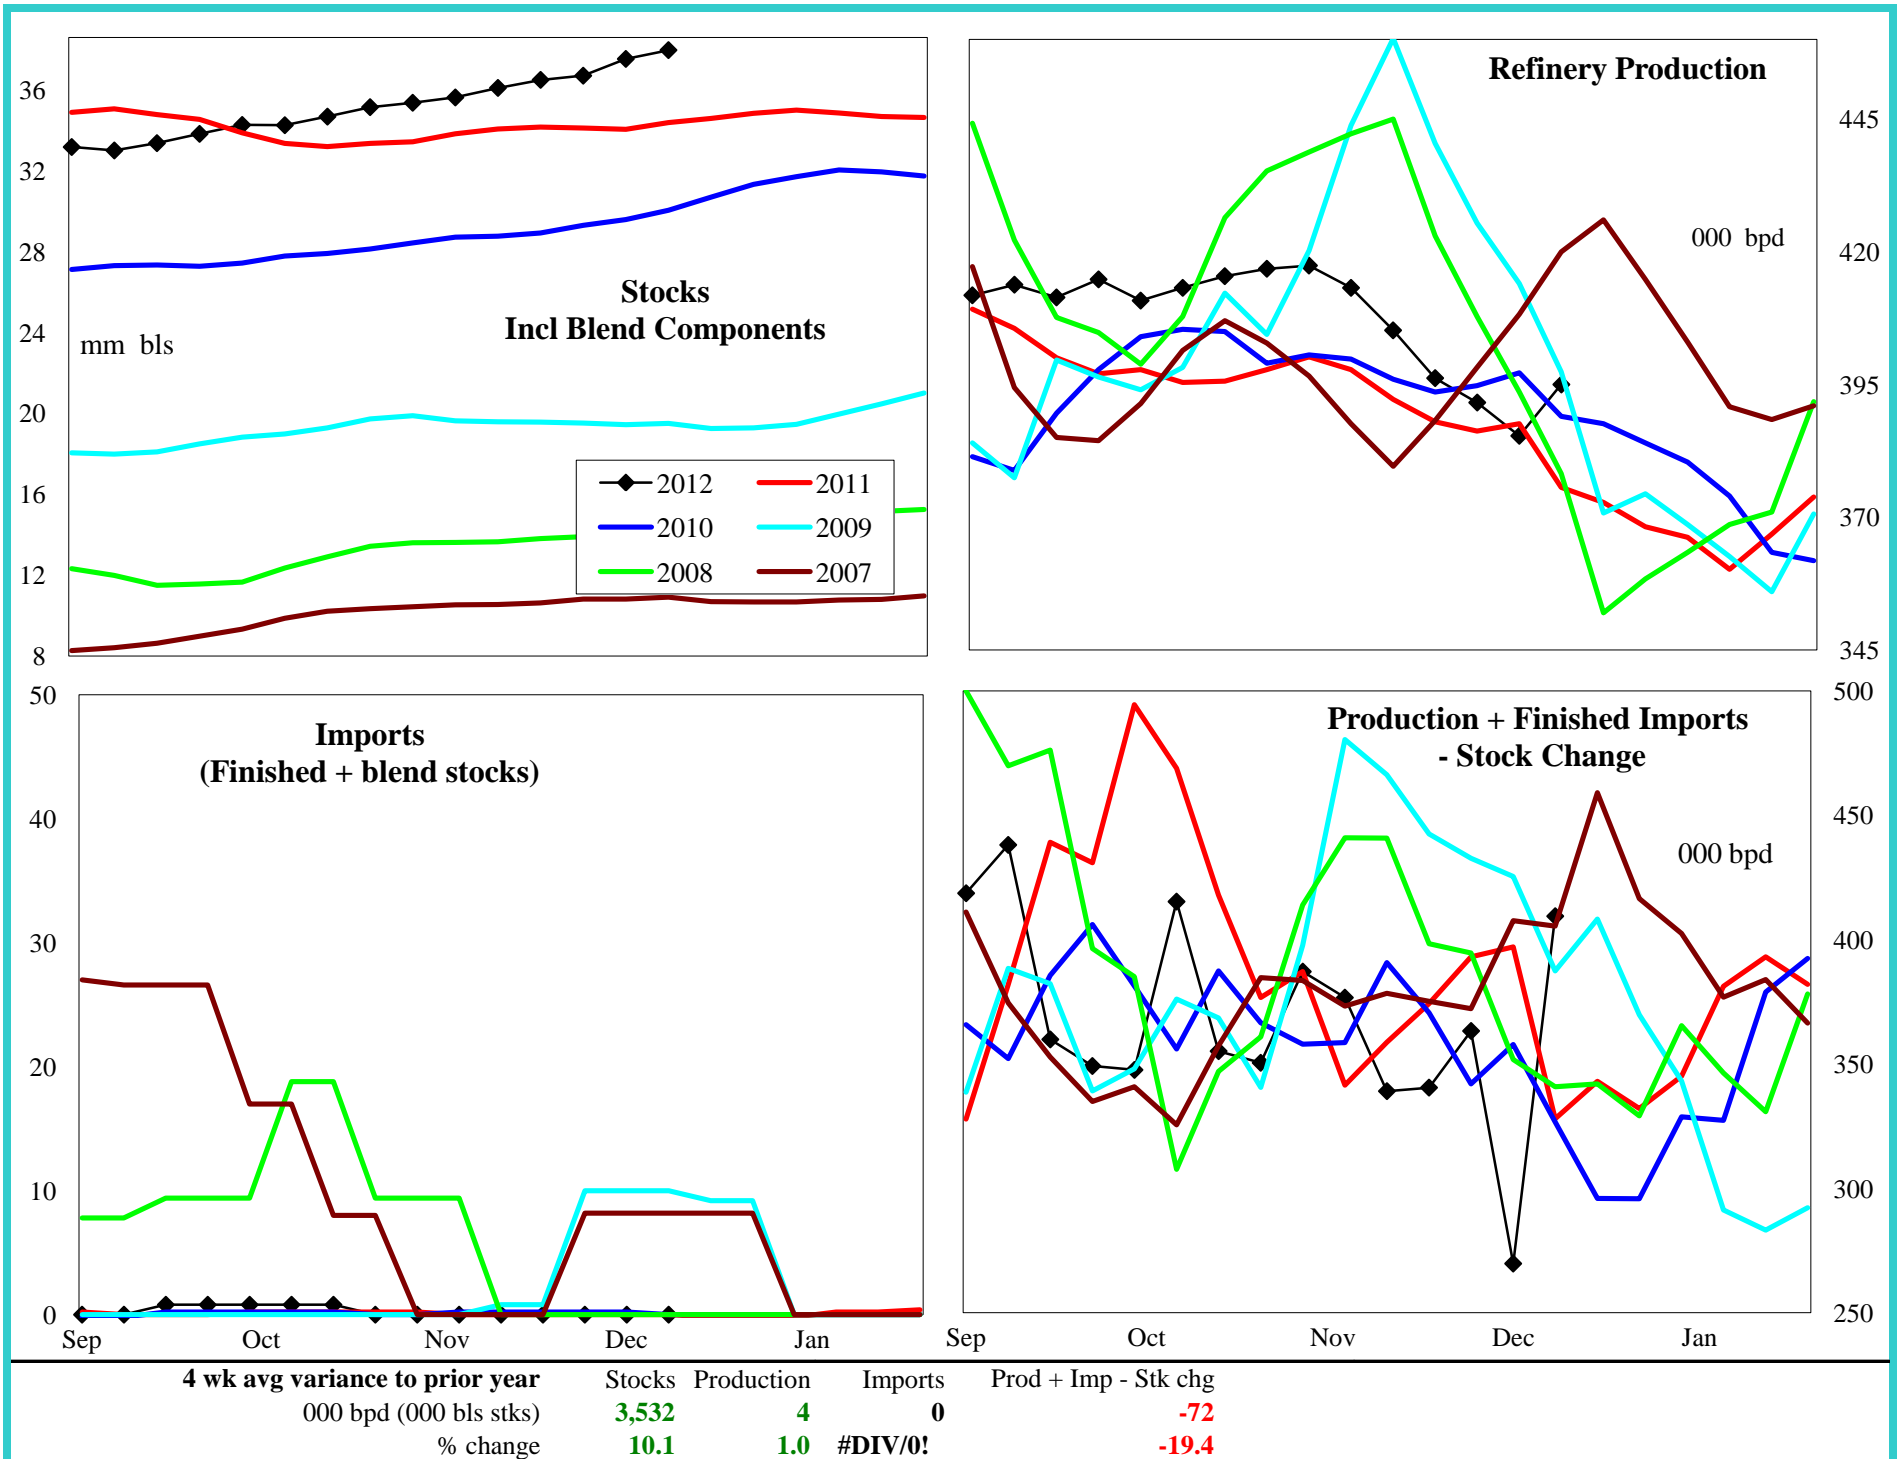 36
32
28
24
20
16
12
8
Stocks
Incl Blend Components
mm bls
2012
2011
2010
2009
2008
2007
Refinery Production
000 bpd
445
420
395
370
345
50
40
30
20
10
0
Imports
(Finished + blend stocks)
Sep Oct Nov Dec Jan
Production + Finished Imports
- Stock Change
000 bpd
500
450
400
350
300
250
Sep Oct Nov Dec Jan
4 wk avg variance to prior year Stocks Production Imports Prod + Imp - Stk chg
000 bpd (000 bls stks) 3,532 4 0 -72
% change 10.1 1.0 #DIV/0! -19.4